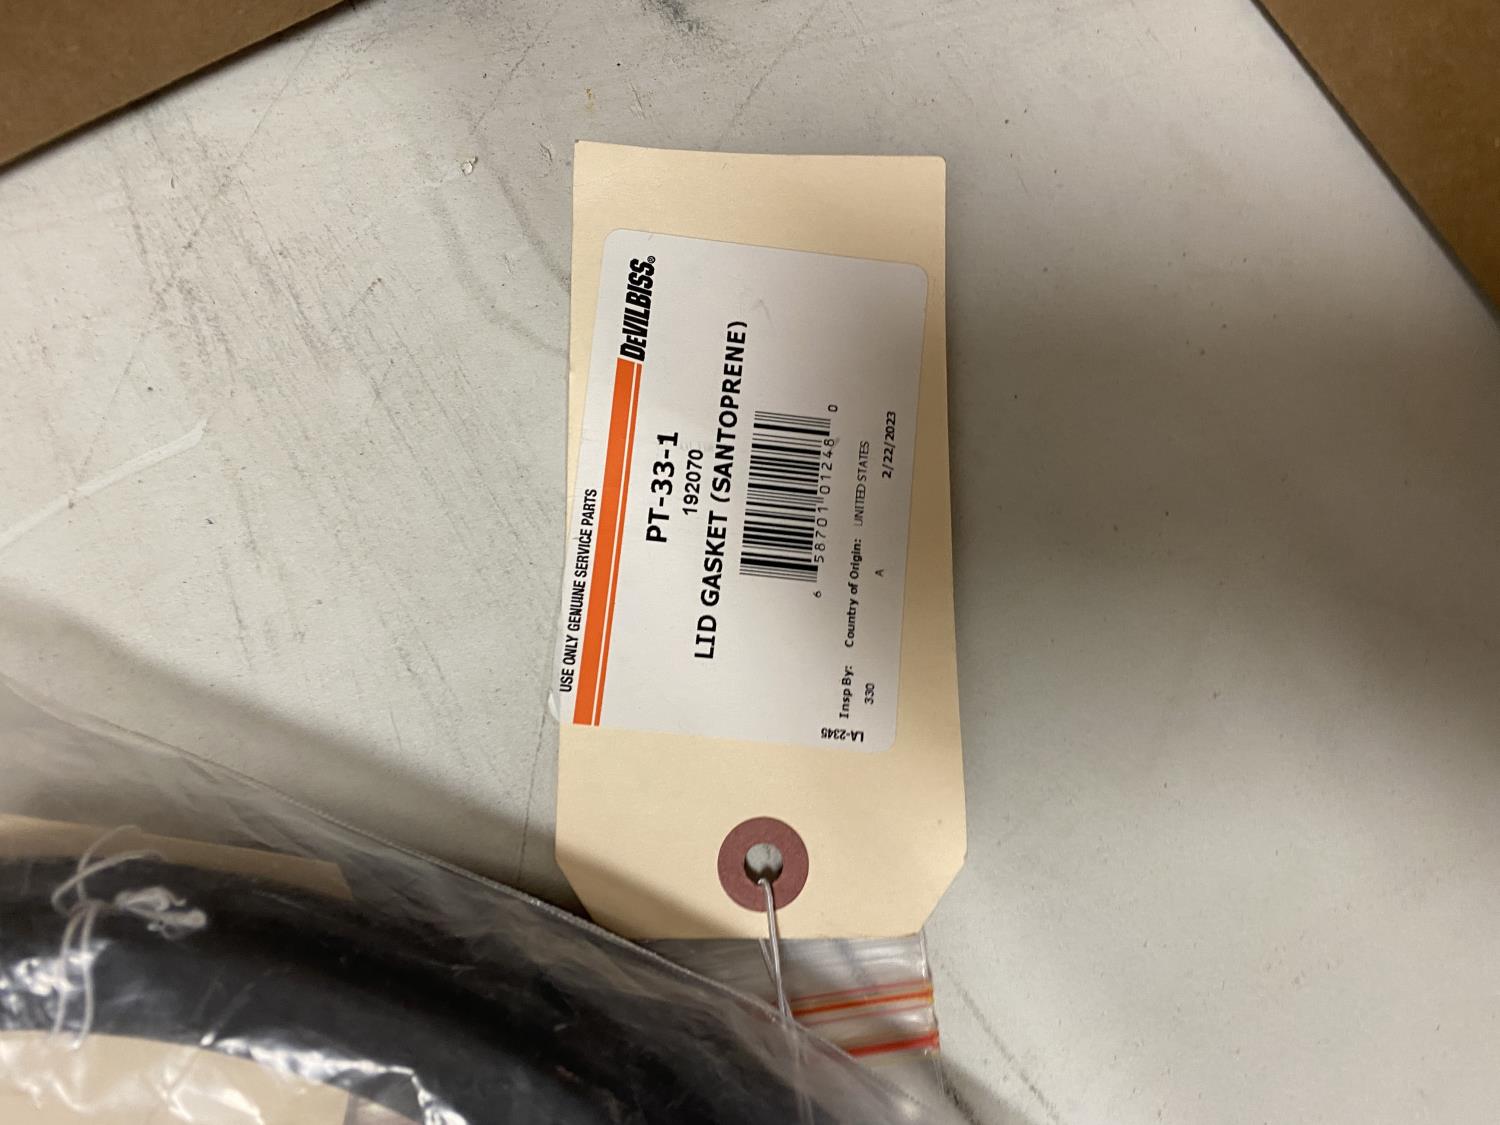 USE ONLY GENUINE SERVICE PARTS
DEVILBISS®
PT-33-1
192070
LID GASKET (SANTOPRENE)
6 58701 01248 0
Insp By: Country of Origin: UNITED STATES
330 A 2/22/2023
LA-2345